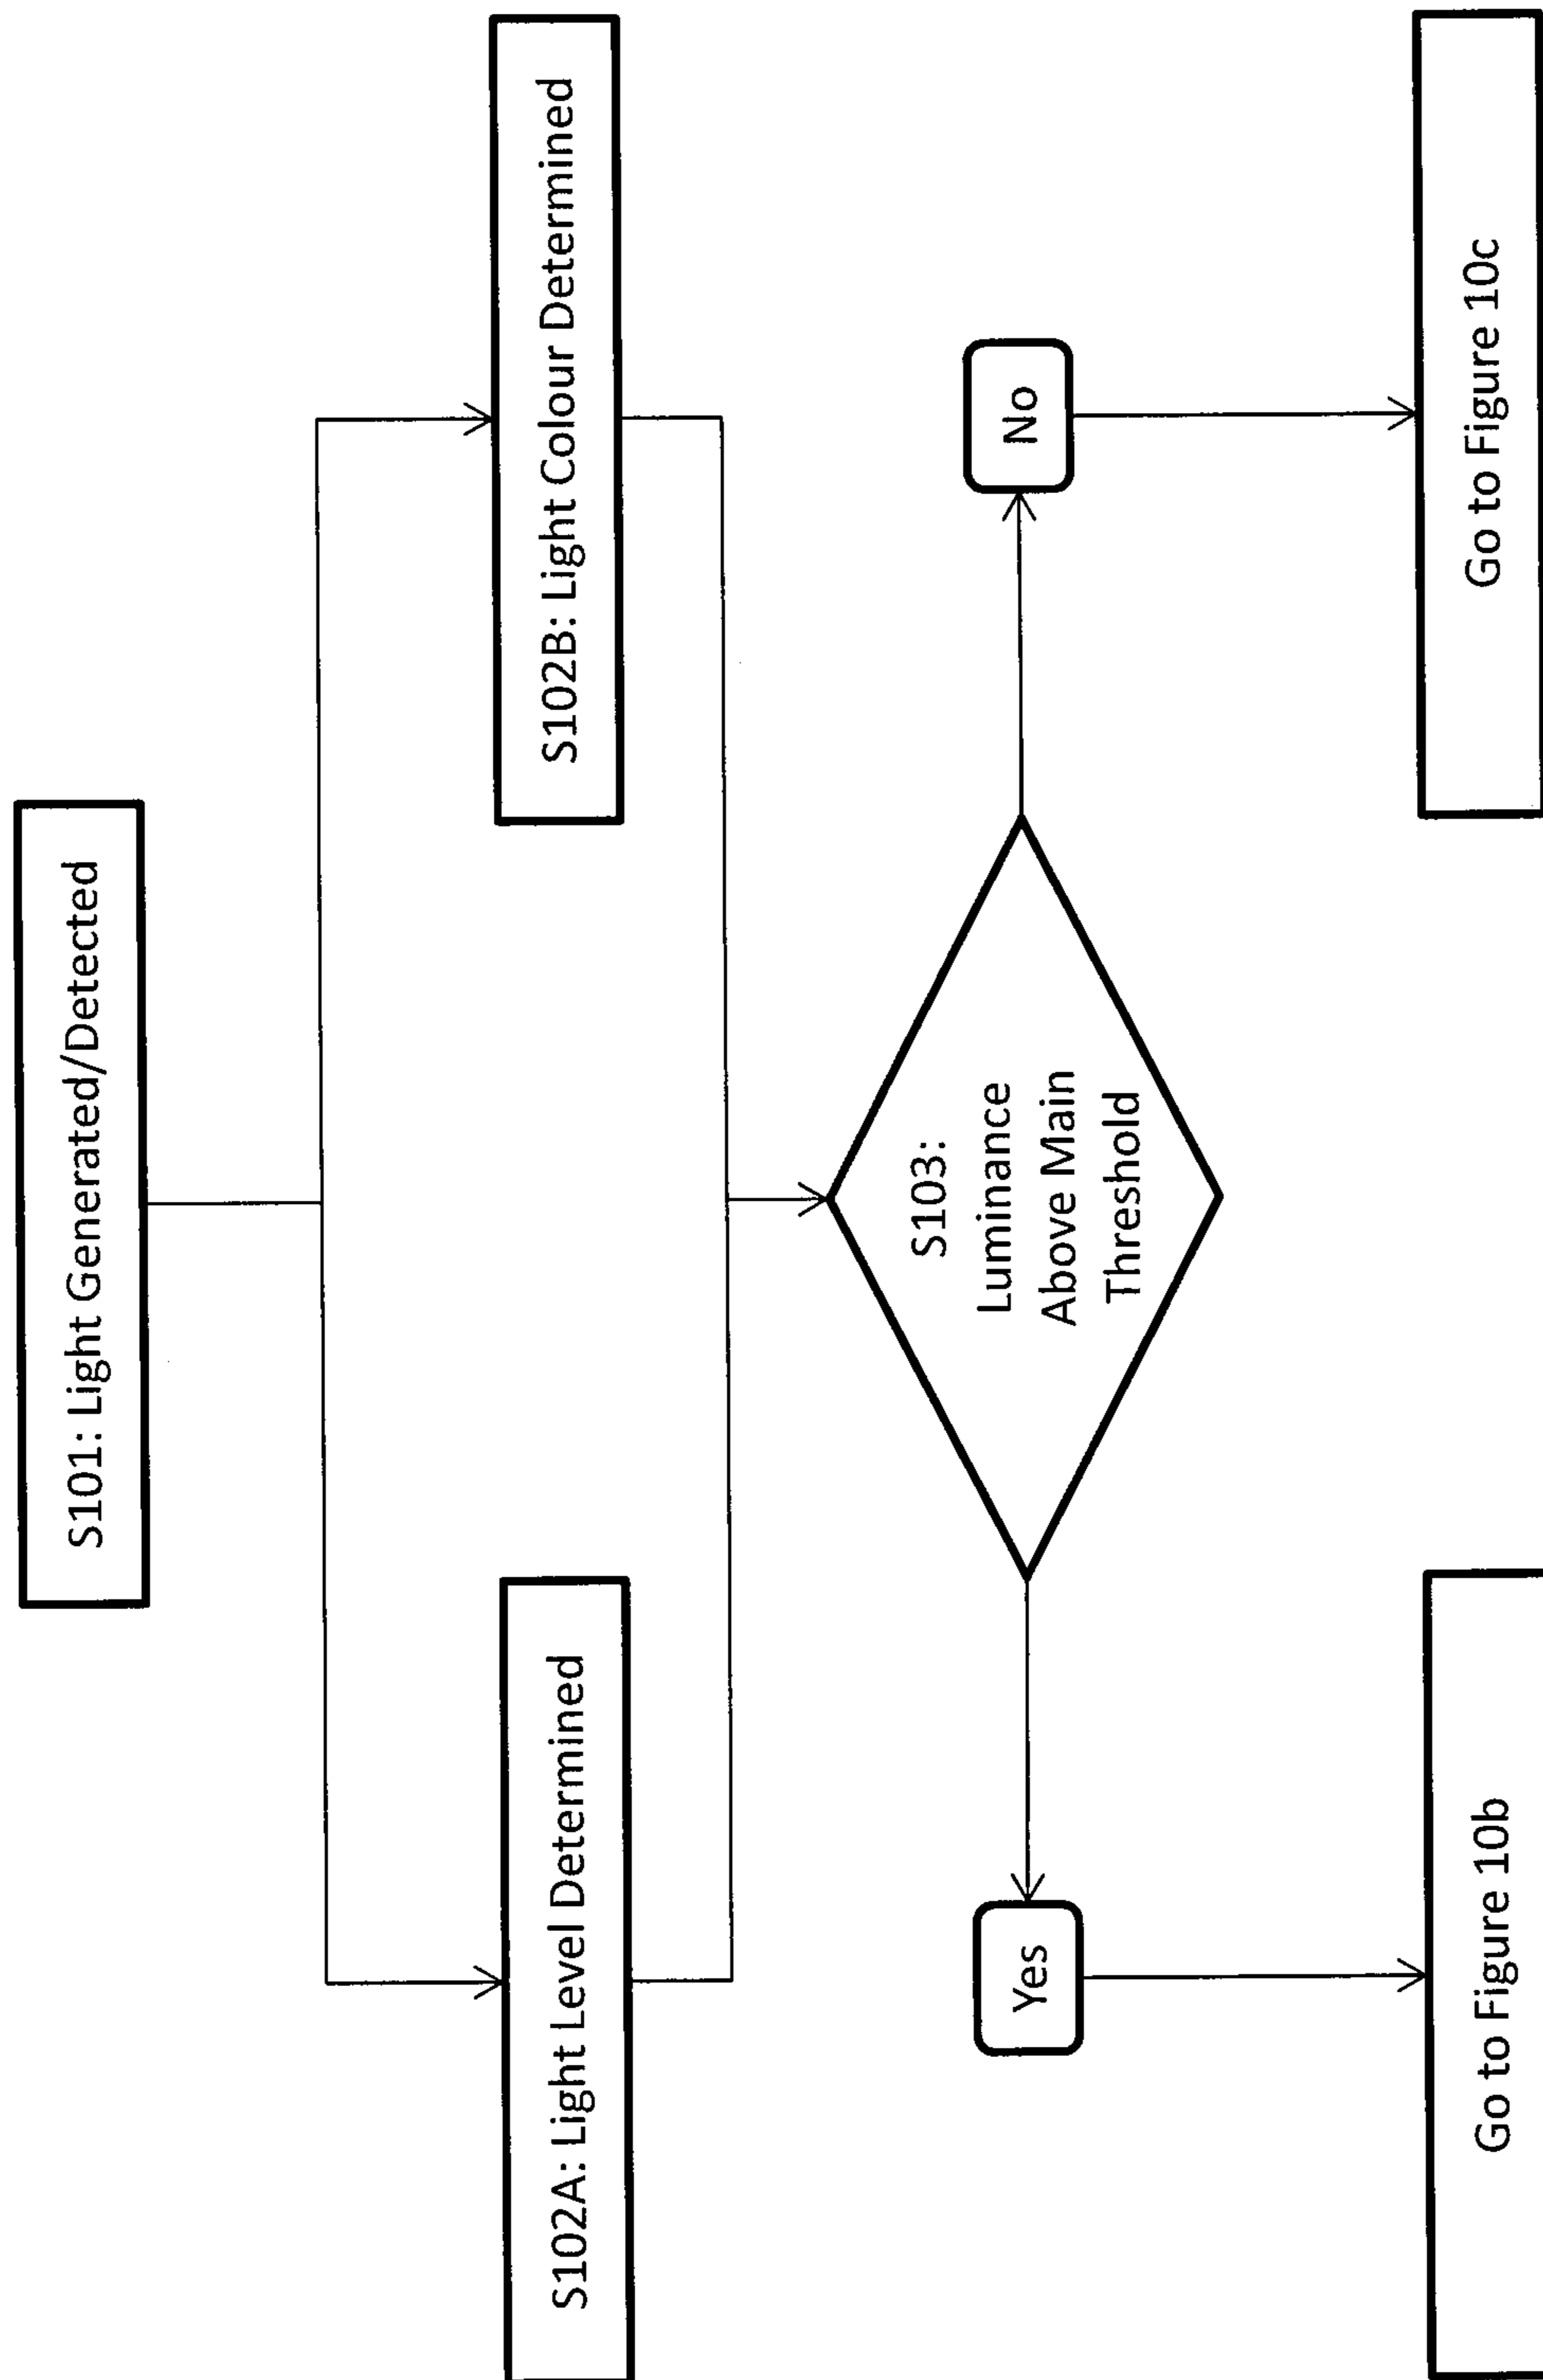 S101: Light Generated/Detected
S102A: Light Level Determined
S102B: Light Colour Determined
S103:
Luminance
Above Main
Threshold
Yes
No
Go to Figure 10b
Go to Figure 10c